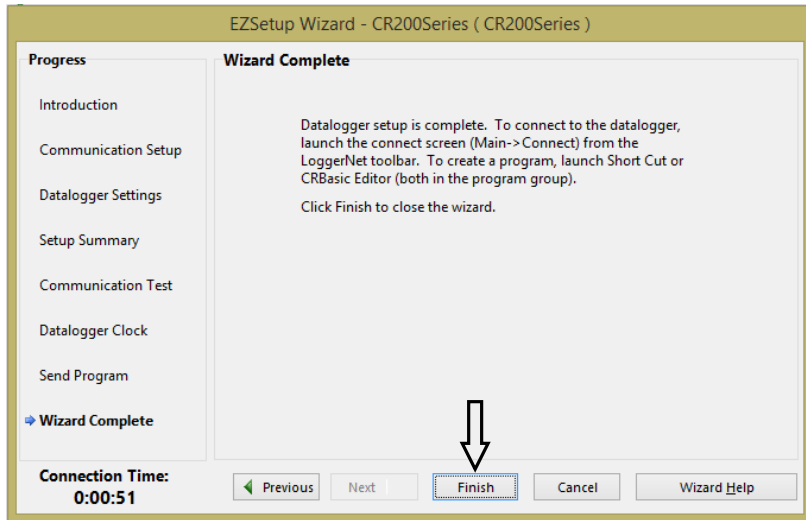 EZSetup Wizard - CR200Series ( CR200Series )
Progress
Introduction
Communication Setup
Datalogger Settings
Setup Summary
Communication Test
Datalogger Clock
Send Program
Wizard Complete
Connection Time:
0:00:51
Wizard Complete
Datalogger setup is complete. To connect to the datalogger,
launch the connect screen (Main->Connect) from the
LoggerNet toolbar. To create a program, launch Short Cut or
CRBasic Editor (both in the program group).
Click Finish to close the wizard.
Previous
Next
Finish
Cancel
Wizard Help